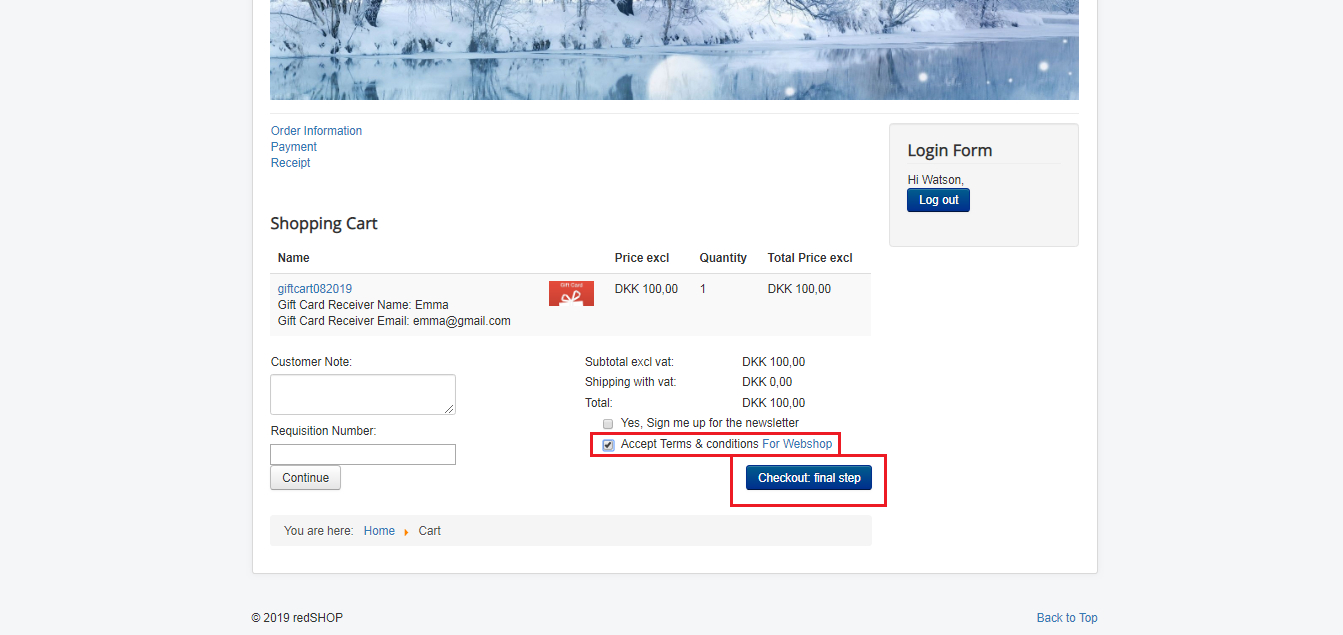 Order Information
Payment
Receipt
Login Form
Hi Watson,
Log out
Shopping Cart
Name Price excl Quantity Total Price excl
giftcart082019 Gift Card DKK 100,00 1 DKK 100,00
Gift Card Receiver Name: Emma
Gift Card Receiver Email: emma@gmail.com
Customer Note:
Requisition Number:
Continue
Subtotal excl vat: DKK 100,00
Shipping with vat: DKK 0,00
Total: DKK 100,00
Yes, Sign me up for the newsletter
Accept Terms & conditions For Webshop
Checkout: final step
You are here: Home Cart
© 2019 redSHOP Back to Top